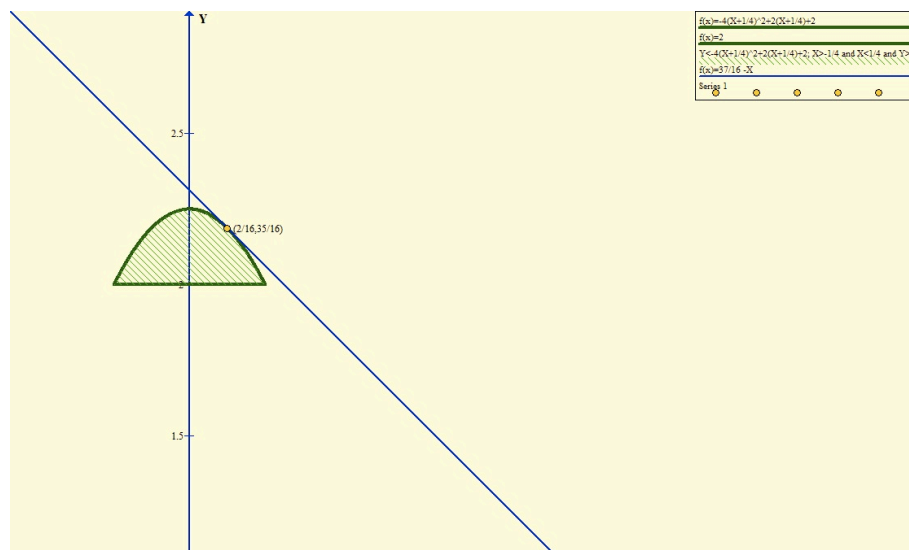 Y
f(x)=-4(X+1/4)^2+2(X+1/4)+2
f(x)=2
Y<-4(X+1/4)^2+2(X+1/4)+2; X>-1/4 and X<1/4 and Y>
f(x)=37/16 -X
Series 1
2.5
(2/16,35/16)
2
1.5